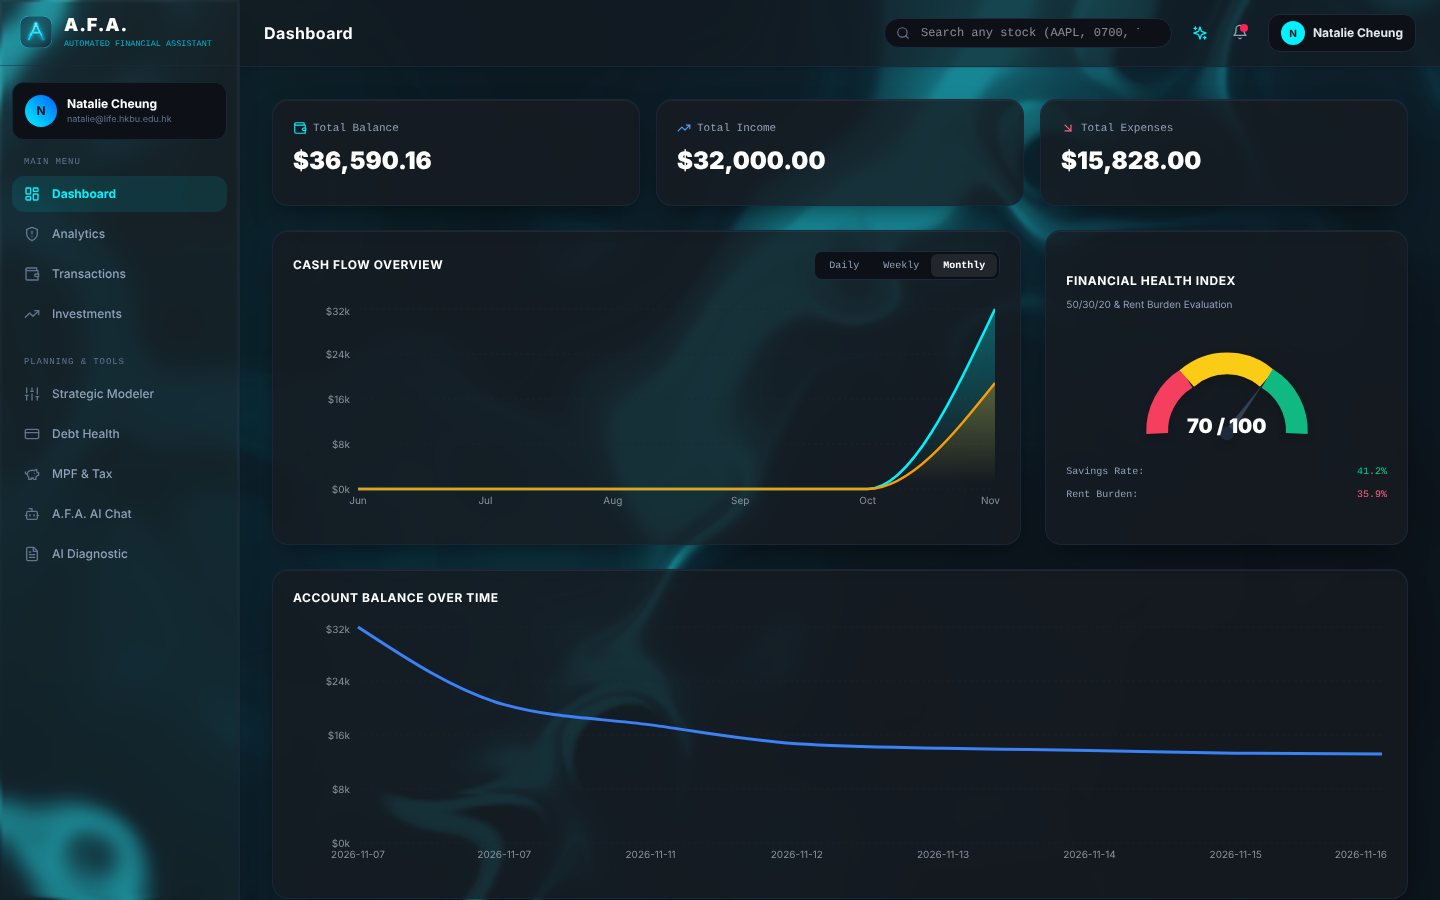 A.F.A.
AUTOMATED FINANCIAL ASSISTANT
Dashboard
Search any stock (AAPL, 0700,
N
Natalie Cheung
N
Natalie Cheung
natalie@life.hkbu.edu.hk
MAIN MENU
Dashboard
Analytics
Transactions
Investments
PLANNING & TOOLS
Strategic Modeler
Debt Health
MPF & Tax
A.F.A. AI Chat
AI Diagnostic
Total Balance
$36,590.16
Total Income
$32,000.00
Total Expenses
$15,828.00
CASH FLOW OVERVIEW
Daily Weekly Monthly
$32k
$24k
$16k
$8k
$0k
Jun Jul Aug Sep Oct Nov
FINANCIAL HEALTH INDEX
50/30/20 & Rent Burden Evaluation
70 / 100
Savings Rate: 41.2%
Rent Burden: 35.9%
ACCOUNT BALANCE OVER TIME
$32k
$24k
$16k
$8k
$0k
2026-11-07 2026-11-07 2026-11-11 2026-11-12 2026-11-13 2026-11-14 2026-11-15 2026-11-16